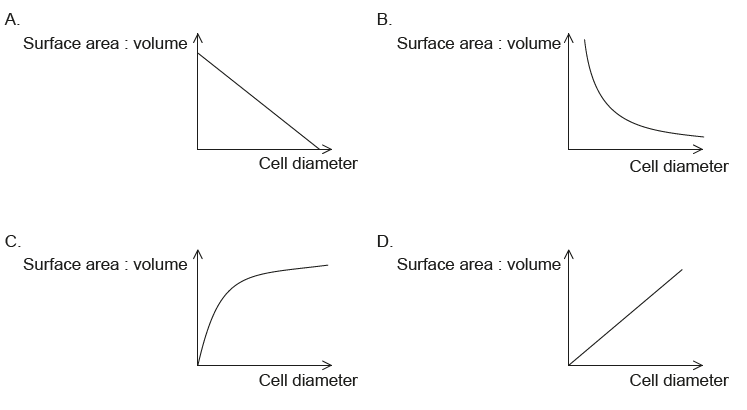 A.
Surface area : volume
Cell diameter
B.
Surface area : volume
Cell diameter
C.
Surface area : volume
Cell diameter
D.
Surface area : volume
Cell diameter